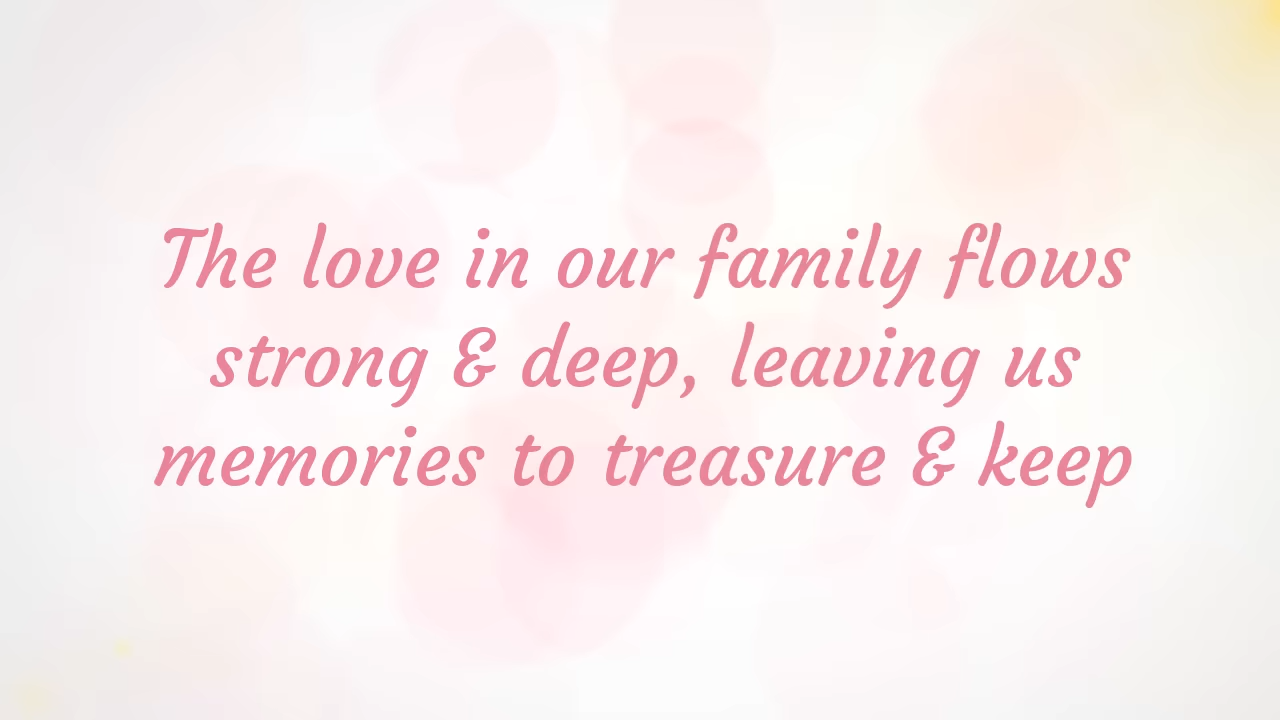 The love in our family flows
strong & deep, leaving us
memories to treasure & keep